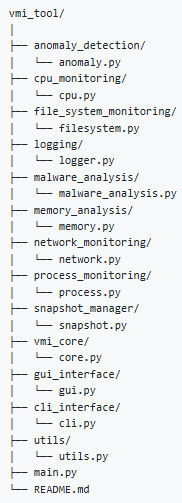 vmi_tool/
│
├── anomaly_detection/
│   └── anomaly.py
├── cpu_monitoring/
│   └── cpu.py
├── file_system_monitoring/
│   └── filesystem.py
├── logging/
│   └── logger.py
├── malware_analysis/
│   └── malware_analysis.py
├── memory_analysis/
│   └── memory.py
├── network_monitoring/
│   └── network.py
├── process_monitoring/
│   └── process.py
├── snapshot_manager/
│   └── snapshot.py
├── vmi_core/
│   └── core.py
├── gui_interface/
│   └── gui.py
├── cli_interface/
│   └── cli.py
├── utils/
│   └── utils.py
├── main.py
└── README.md